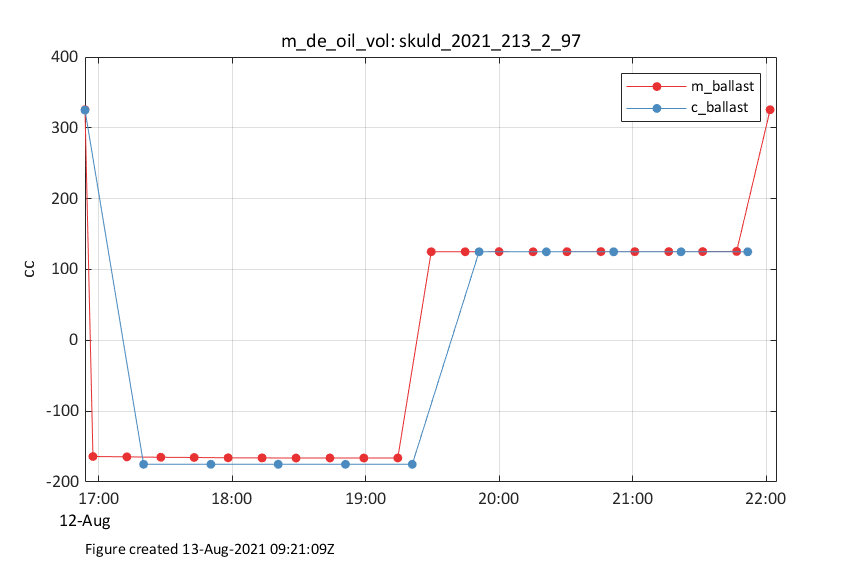 m_de_oil_vol: skuld_2021_213_2_97
m_ballast
c_ballast
400
300
200
100
0
-100
-200
cc
17:00 18:00 19:00 20:00 21:00 22:00
12-Aug
Figure created 13-Aug-2021 09:21:09Z